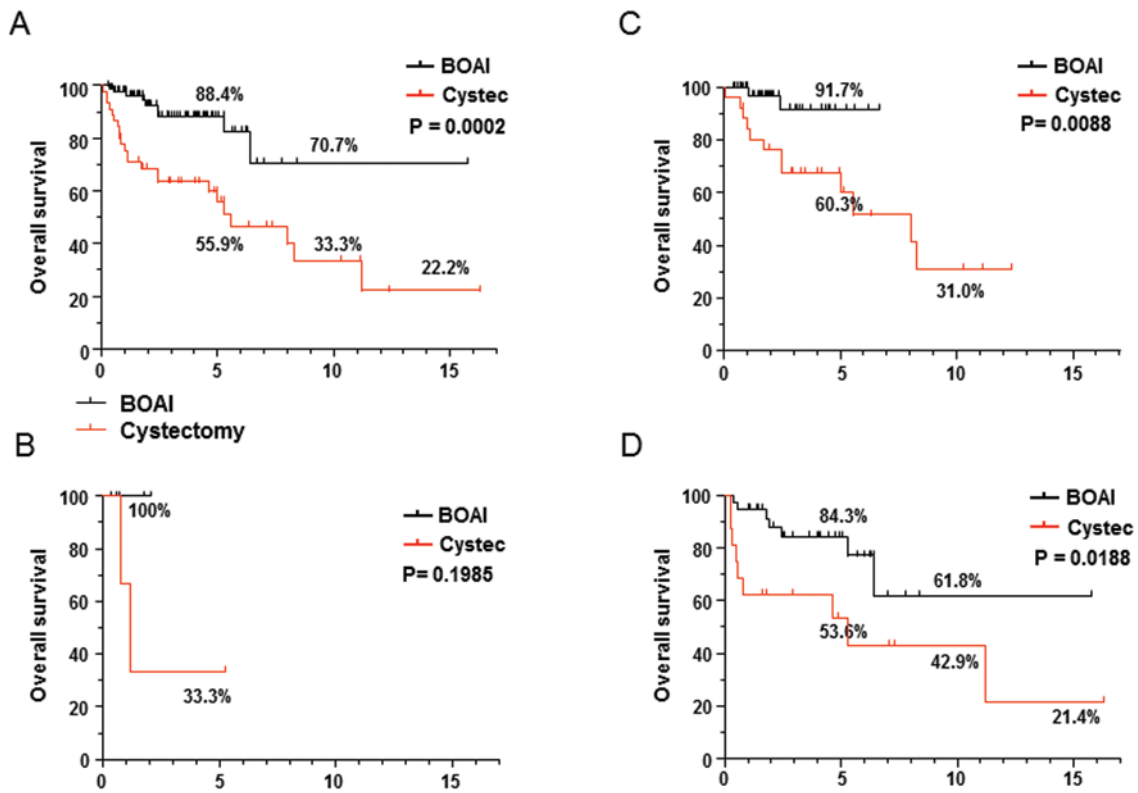 A
BOAI
Cystec
P = 0.0002
Overall survival
100
80
60
40
20
0
88.4%
70.7%
55.9%
33.3%
22.2%
0
5
10
15
BOAI
Cystectomy
B
BOAI
Cystec
P= 0.1985
Overall survival
100
80
60
40
20
0
100%
33.3%
0
5
10
15
C
BOAI
Cystec
P = 0.0088
Overall survival
100
80
60
40
20
0
91.7%
60.3%
31.0%
0
5
10
15
D
BOAI
Cystec
P = 0.0188
Overall survival
100
80
60
40
20
0
84.3%
61.8%
53.6%
42.9%
21.4%
0
5
10
15